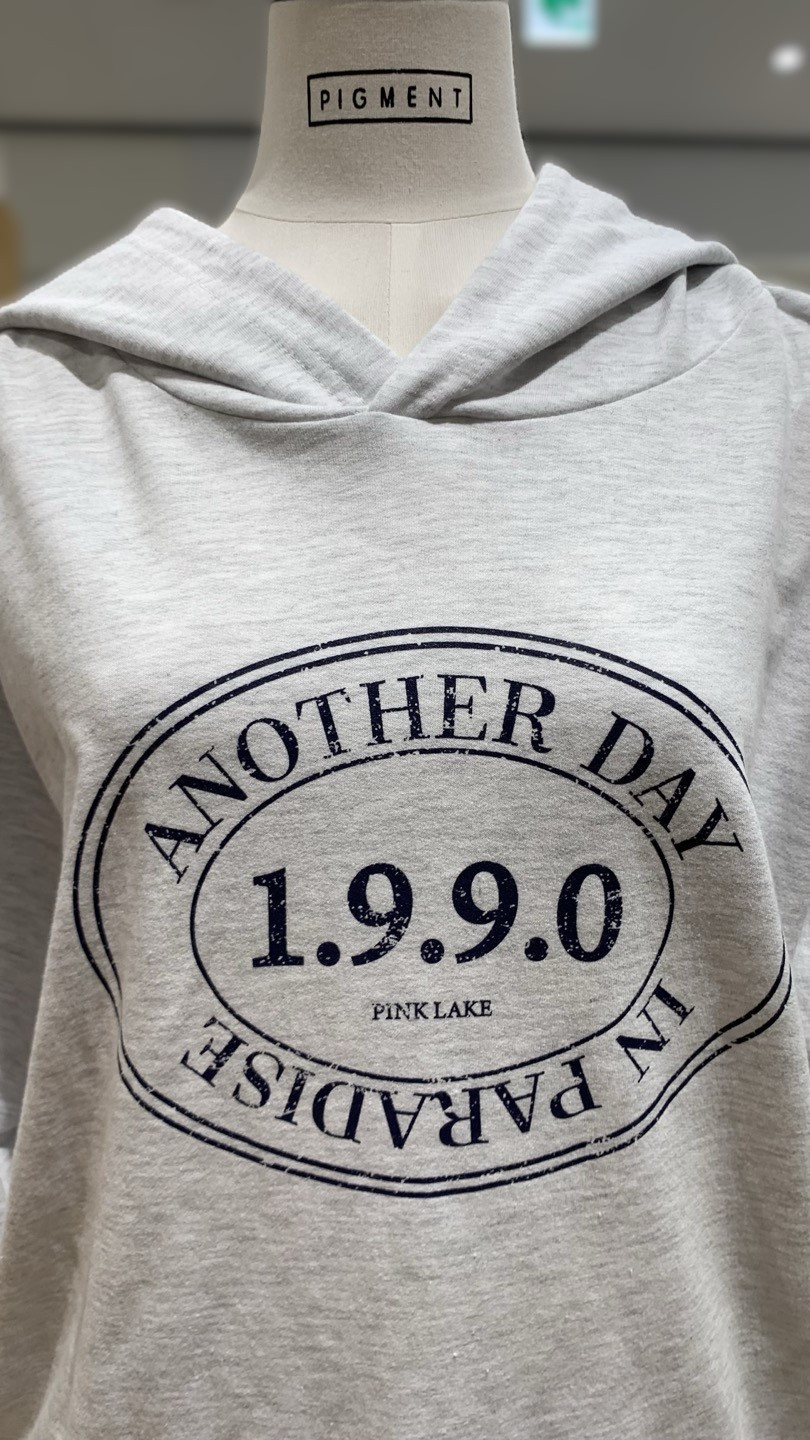 PIGMENT
ANOTHER DAY
1.9.9.0
PINK LAKE
IN PARADISE